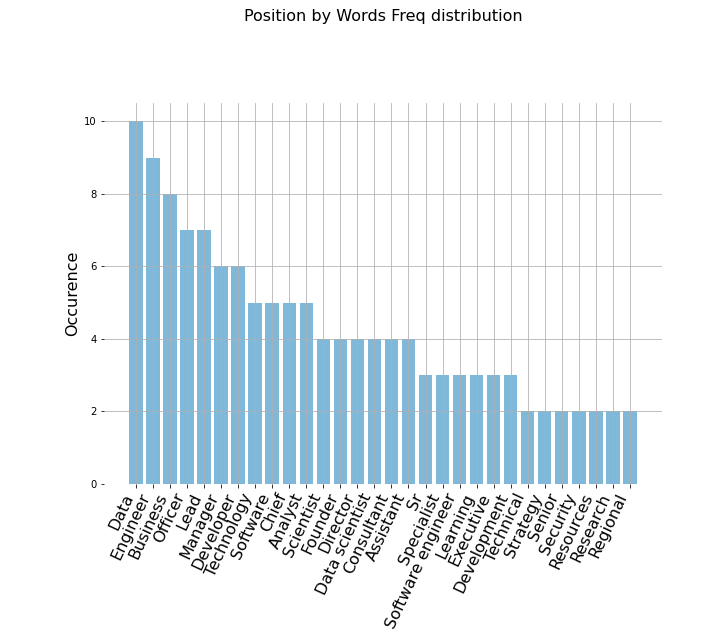 Position by Words Freq distribution
Occurence
10
8
6
4
2
0
Data
Engineer
Business
Officer
Lead
Manager
Developer
Technology
Software
Chief
Analyst
Scientist
Founder
Director
Data scientist
Consultant
Assistant
Sr
Specialist
Software engineer
Learning
Executive
Development
Technical
Strategy
Senior
Security
Resources
Research
Regional